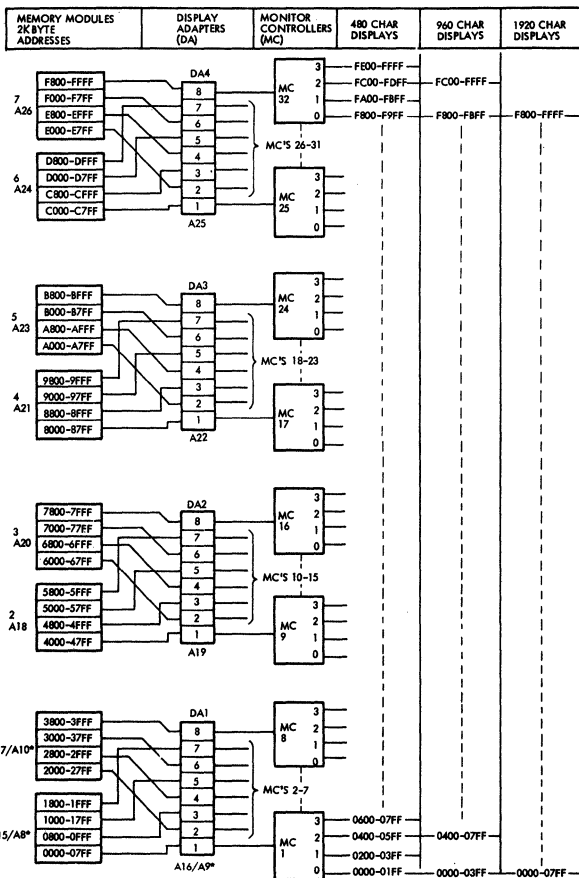 MEMORY MODULES
2K BYTE
ADDRESSES
DISPLAY
ADAPTERS
(DA)
MONITOR
CONTROLLERS
(MC)
480 CHAR
DISPLAYS
960 CHAR
DISPLAYS
1920 CHAR
DISPLAYS
7
A26
F800-FFFF
F000-F7FF
E800-EFFF
E000-E7FF
6
A24
D800-DFFF
D000-D7FF
C800-CFFF
C000-C7FF
DA4
8
7
6
5
4
3
2
1
A25
MC'S 26-31
MC
32
3
2
1
0
MC
25
3
2
1
0
FE00-FFFF
FC00-FDFF
FC00-FFFF
FA00-FBFF
F800-F9FF
F800-FBFF
F800-FFFF
5
A23
B800-BFFF
B000-B7FF
A800-AFFF
A000-A7FF
4
A21
9800-9FFF
9000-97FF
8800-8FFF
8000-87FF
DA3
8
7
6
5
4
3
2
1
A22
MC'S 18-23
MC
24
3
2
1
0
MC
17
3
2
1
0
3
A20
7800-7FFF
7000-77FF
6800-6FFF
6000-67FF
2
A18
5800-5FFF
5000-57FF
4800-4FFF
4000-47FF
DA2
8
7
6
5
4
3
2
1
A19
MC'S 10-15
MC
16
3
2
1
0
MC
9
3
2
1
0
7/A10*
3800-3FFF
3000-37FF
2800-2FFF
2000-27FF
15/A8*
1800-1FFF
1000-17FF
0800-0FFF
0000-07FF
DA1
8
7
6
5
4
3
2
1
A16/A9*
MC'S 2-7
MC
8
3
2
1
0
MC
1
3
2
1
0
0600-07FF
0400-05FF
0400-07FF
0200-03FF
0000-01FF
0000-03FF
0000-07FF